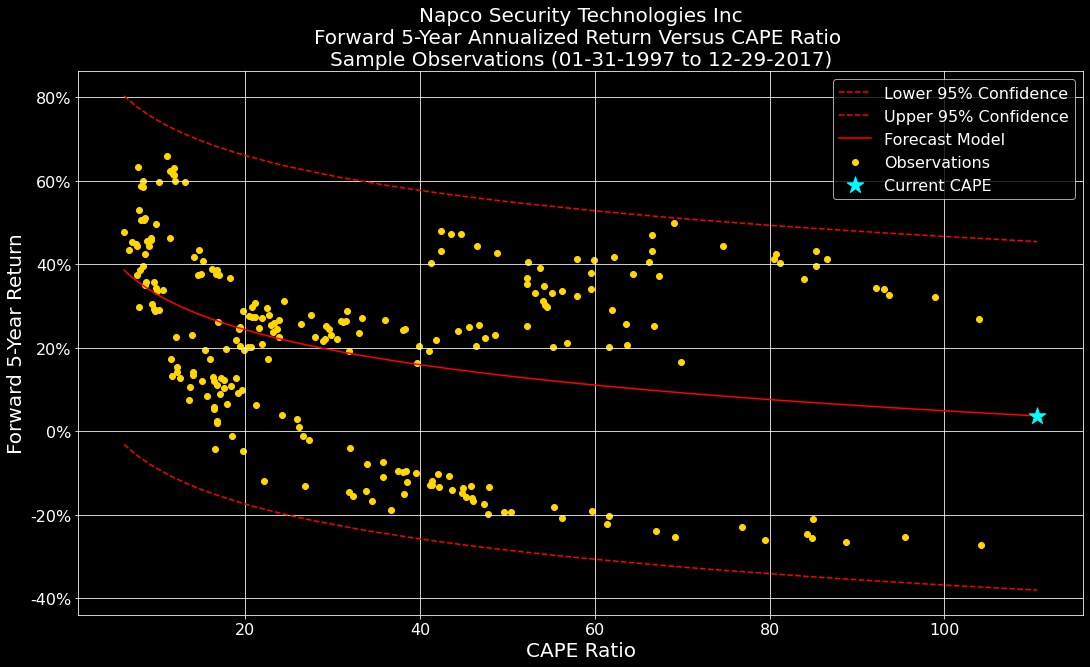 Napco Security Technologies Inc
Forward 5-Year Annualized Return Versus CAPE Ratio
Sample Observations (01-31-1997 to 12-29-2017)
Lower 95% Confidence
Upper 95% Confidence
Forecast Model
Observations
Current CAPE
Forward 5-Year Return
80%
60%
40%
20%
0%
-20%
-40%
20 40 60 80 100
CAPE Ratio